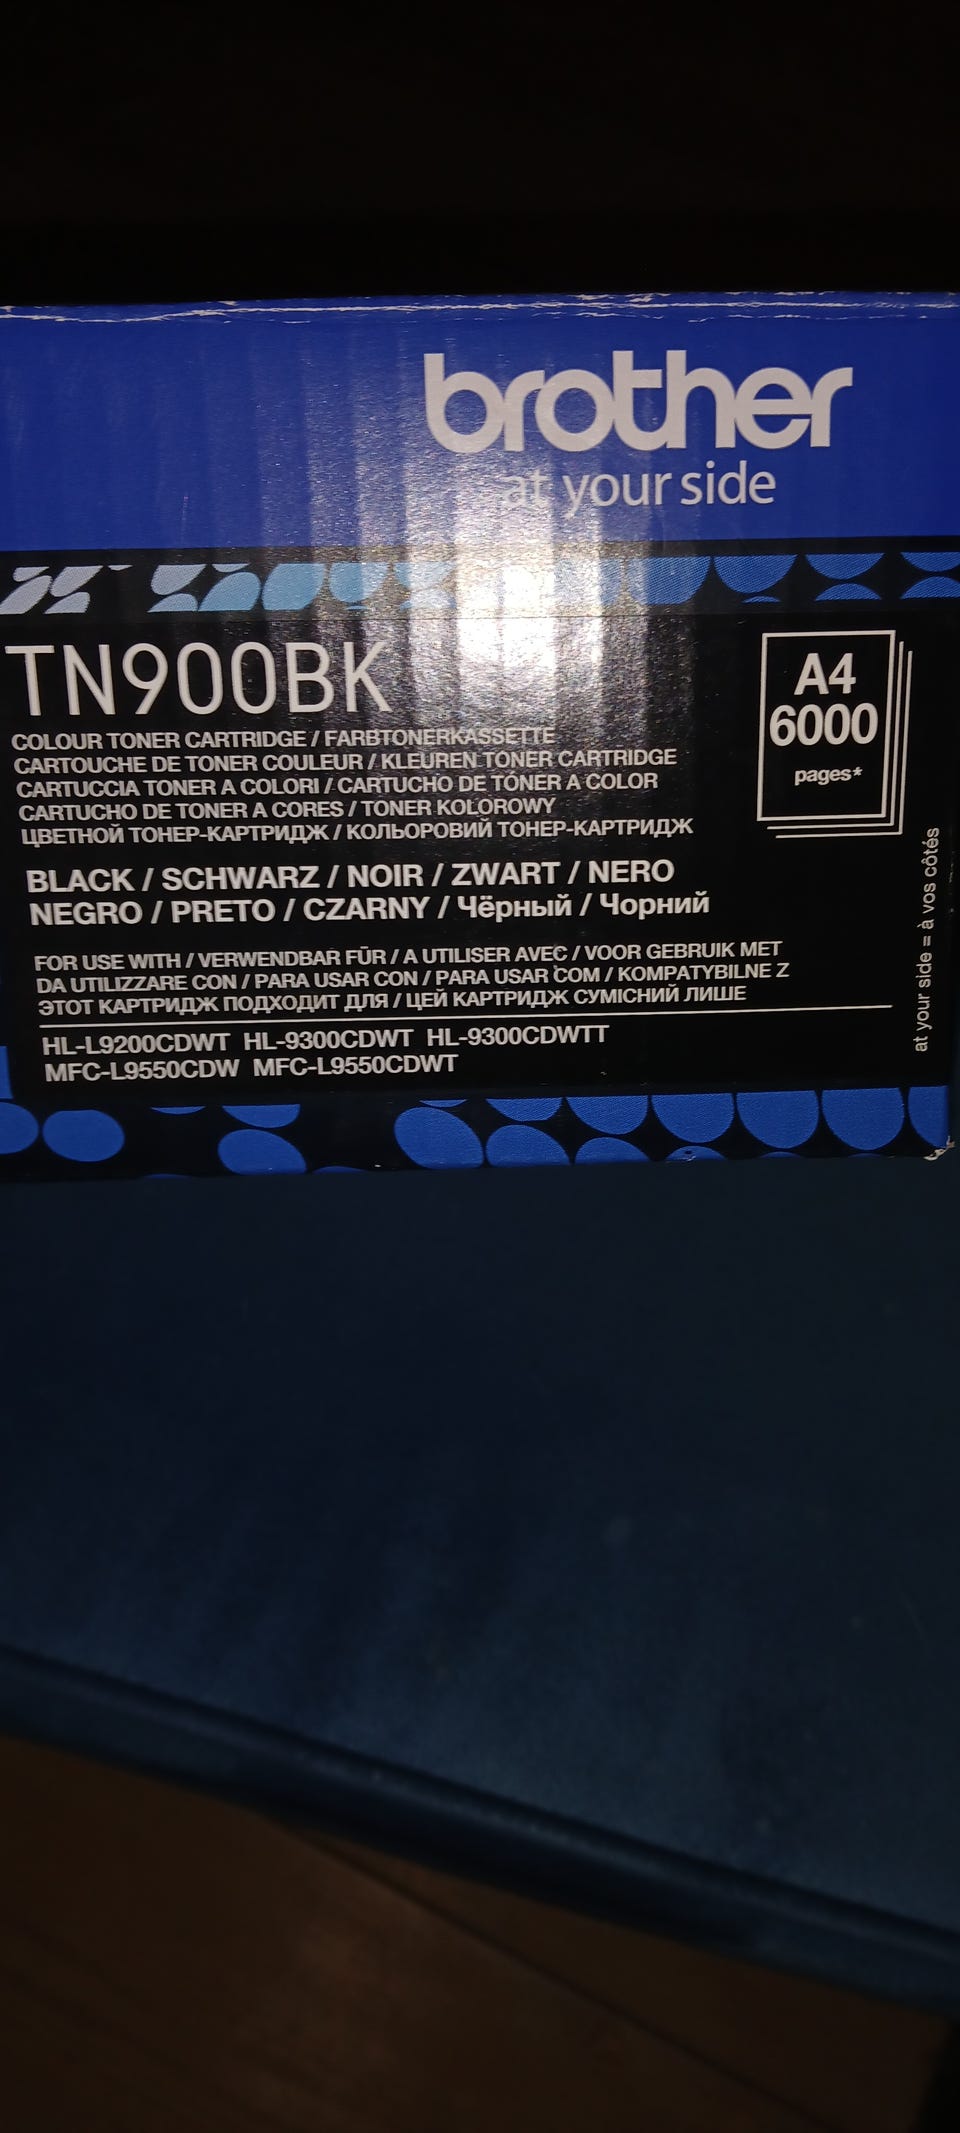 brother
at your side
TN900BK
COLOUR TONER CARTRIDGE / FARBTONERKASSETTE
CARTOUCHE DE TONER COULEUR / KLEUREN TONER CARTRIDGE
CARTUCCIA TONER A COLORI / CARTUCHO DE TÓNER A COLOR
CARTUCHO DE TONER A CORES / TONER KOLOROWY
ЦВЕТНОЙ ТОНЕР-КАРТРИДЖ / КОЛЬОРОВИЙ ТОНЕР-КАРТРИДЖ
A4
6000
pages*
BLACK / SCHWARZ / NOIR / ZWART / NERO
NEGRO / PRETO / CZARNY / Чёрный / Чорний
FOR USE WITH / VERWENDBAR FÜR / A UTILISER AVEC / VOOR GEBRUIK MET
DA UTILIZZARE CON / PARA USAR CON / PARA USAR COM / KOMPATYBILNE Z
ЭТОТ КАРТРИДЖ ПОДХОДИТ ДЛЯ / ЦЕЙ КАРТРИДЖ СУМІСНИЙ ЛИШЕ
HL-L9200CDWT HL-9300CDWT HL-9300CDWTT
MFC-L9550CDW MFC-L9550CDWT
at your side = à vos côtés